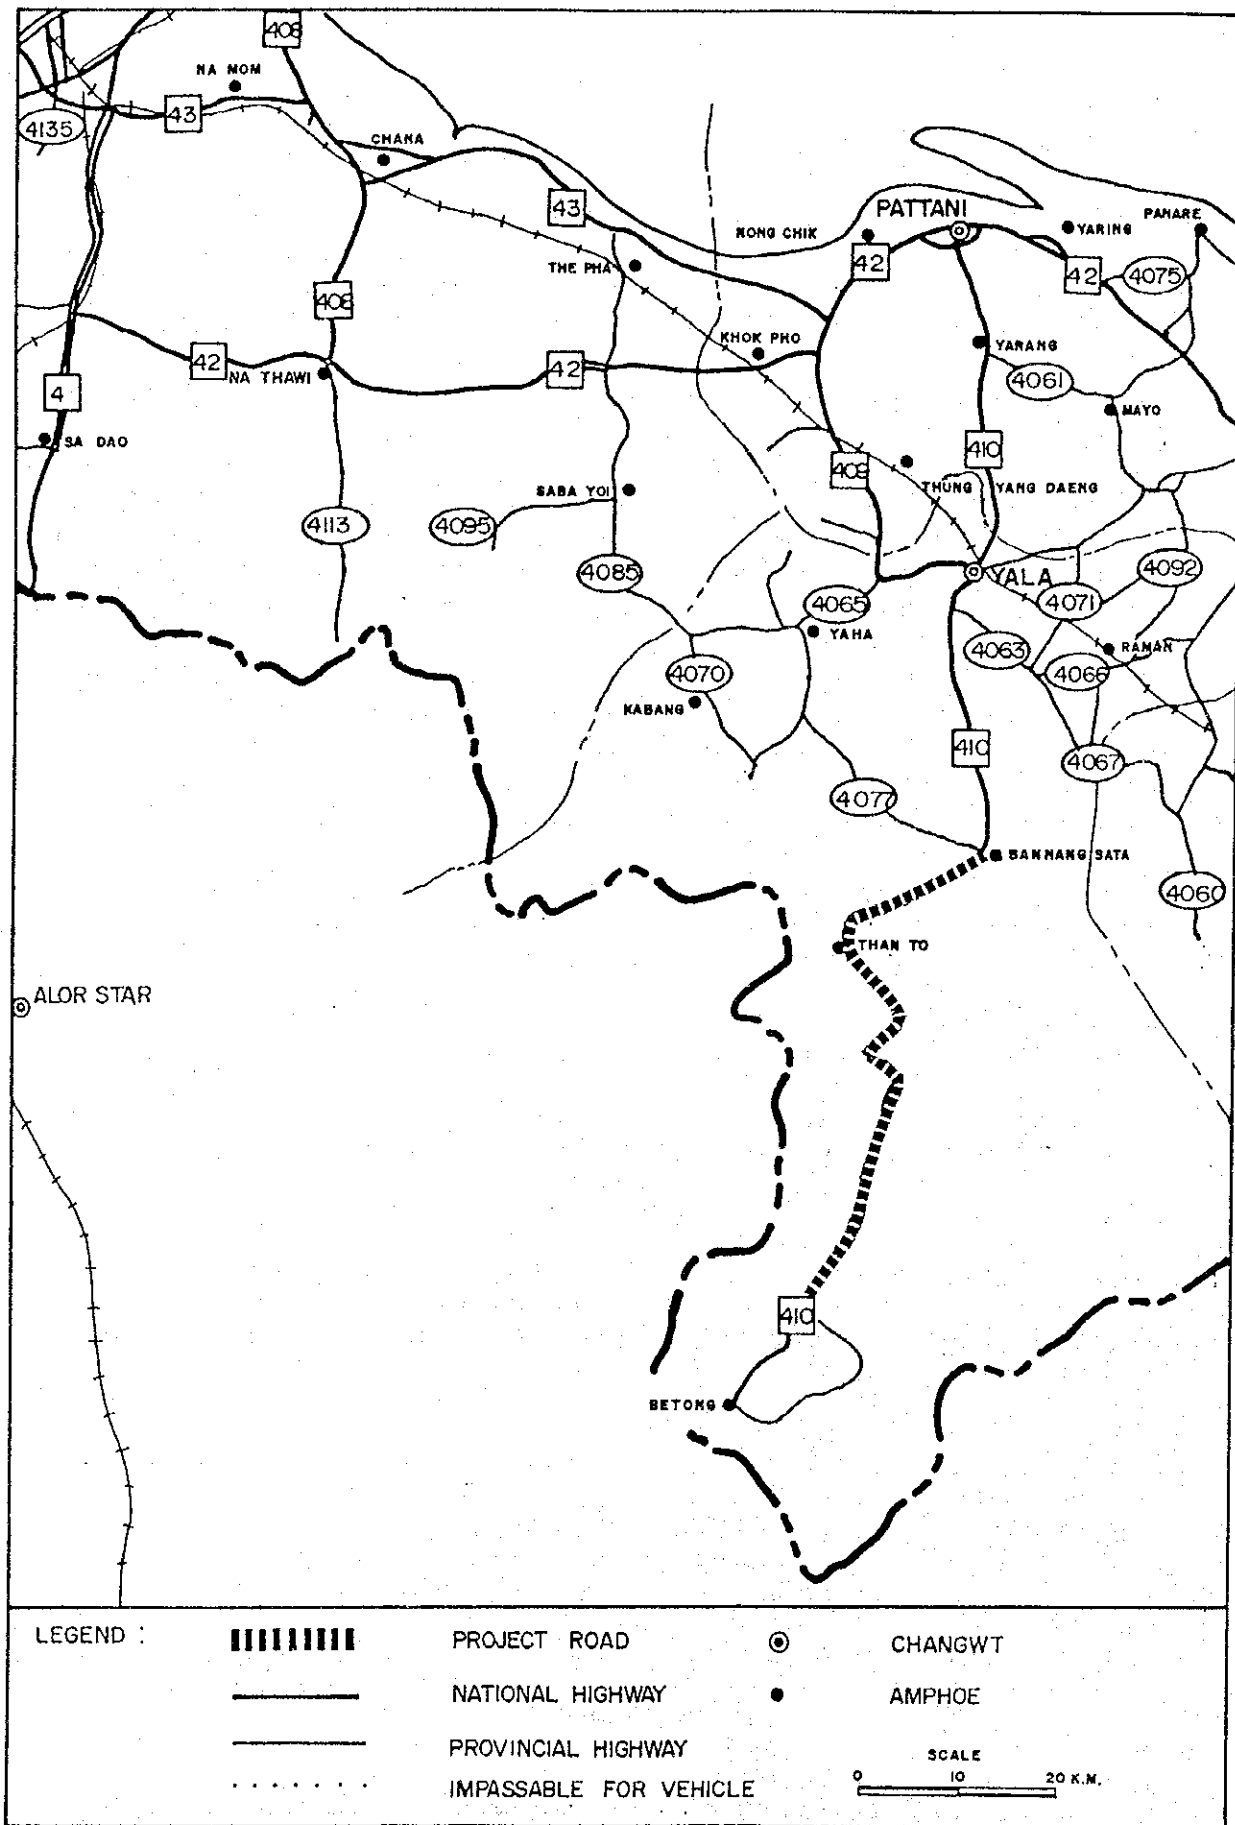 408
NA MOM
43
4135
CHANA
43
PATTANI
PANARE
NONG CHIK
YARING
THE PHA
42
42
4075
408
KHOK PHO
YARANG
42
NA THAWI
42
4061
4
MAYO
SA DAO
410
409
SABA YOI
THUNG YANG DAENG
4113
4095
4085
4092
YALA
4065
4071
YAHA
4063
RAMAN
4070
4066
KABANG
410
4067
4077
BANNANG SATA
4060
THAN TO
ALOR STAR
410
BETONG
LEGEND :
PROJECT ROAD
CHANGWT
NATIONAL HIGHWAY
AMPHOE
PROVINCIAL HIGHWAY
SCALE
IMPASSABLE FOR VEHICLE
0 10 20 K.M.